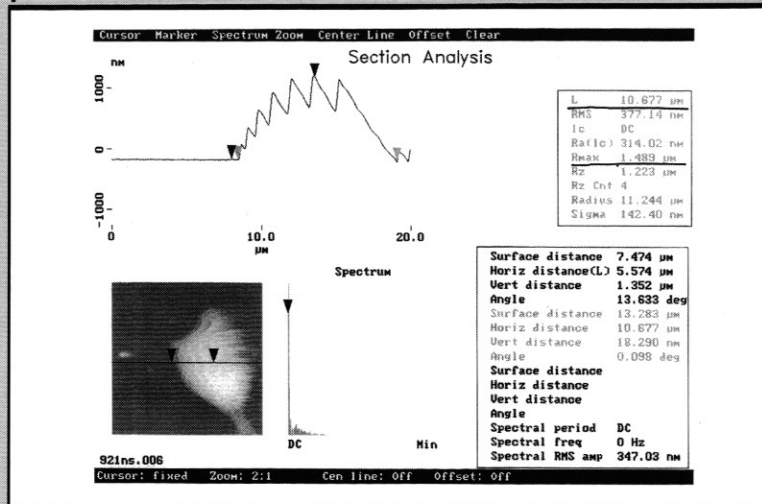 Cursor Marker Spectrum Zoom Center Line Offset Clear
Section Analysis
nm
1000
0
-1000
0
10.0
20.0
μm
L 10.677 μm
RMS 377.14 nm
lc DC
Ra(lc) 314.02 nm
Rmax 1.489 μm
Rz 1.223 μm
Rz Cnt 4
Radius 11.244 μm
Sigma 142.40 nm
Spectrum
DC
Min
Surface distance 7.474 μm
Horiz distance(L) 5.574 μm
Vert distance 1.352 μm
Angle 13.633 deg
Surface distance 13.283 μm
Horiz distance 10.677 μm
Vert distance 18.290 nm
Angle 0.098 deg
Surface distance
Horiz distance
Vert distance
Angle
Spectral period DC
Spectral freq 0 Hz
Spectral RMS amp 347.03 nm
921ns.006
Cursor: fixed Zoom: 2:1 Cen line: Off Offset: Off